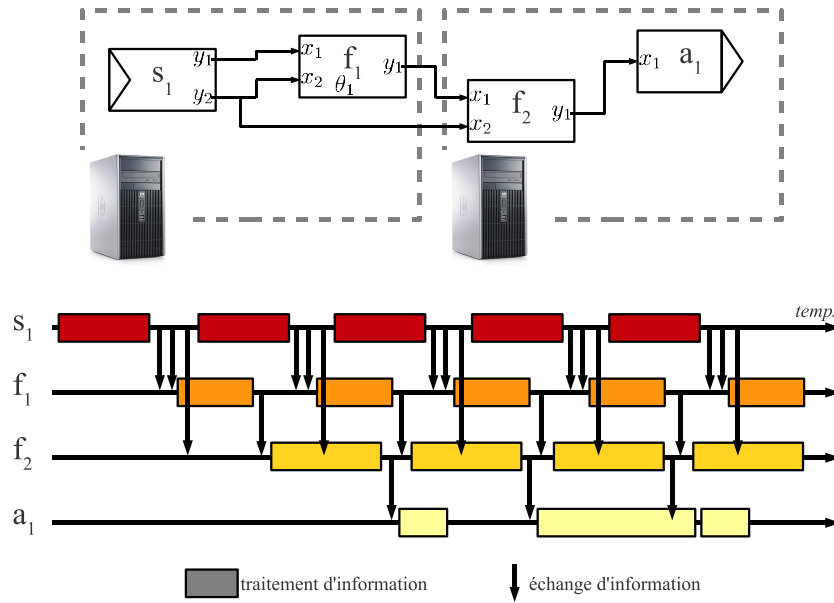 s1
y1
y2
x1
x2
f1
θ1
y1
x1
x2
f2
y1
x1
a1
s1
temps
f1
f2
a1
traitement d'information
échange d'information